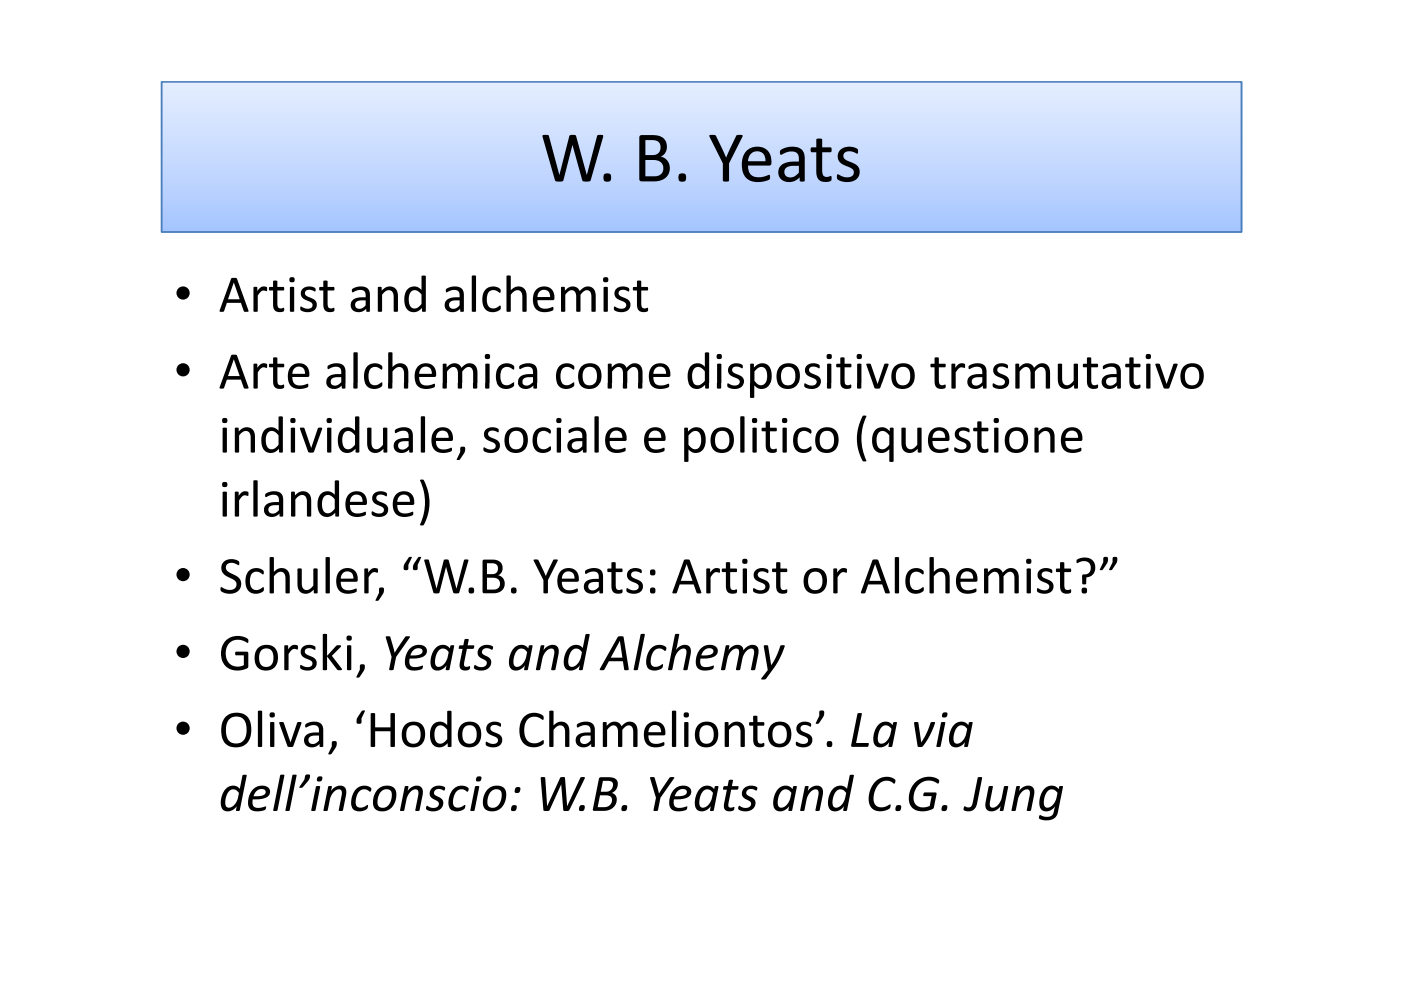 W. B. Yeats
• Artist and alchemist
• Arte alchemica come dispositivo trasmutativo
individuale, sociale e politico (questione
irlandese)
• Schuler, “W.B. Yeats: Artist or Alchemist?”
• Gorski, Yeats and Alchemy
• Oliva, ‘Hodos Chameliontos’. La via
dell’inconscio: W.B. Yeats and C.G. Jung